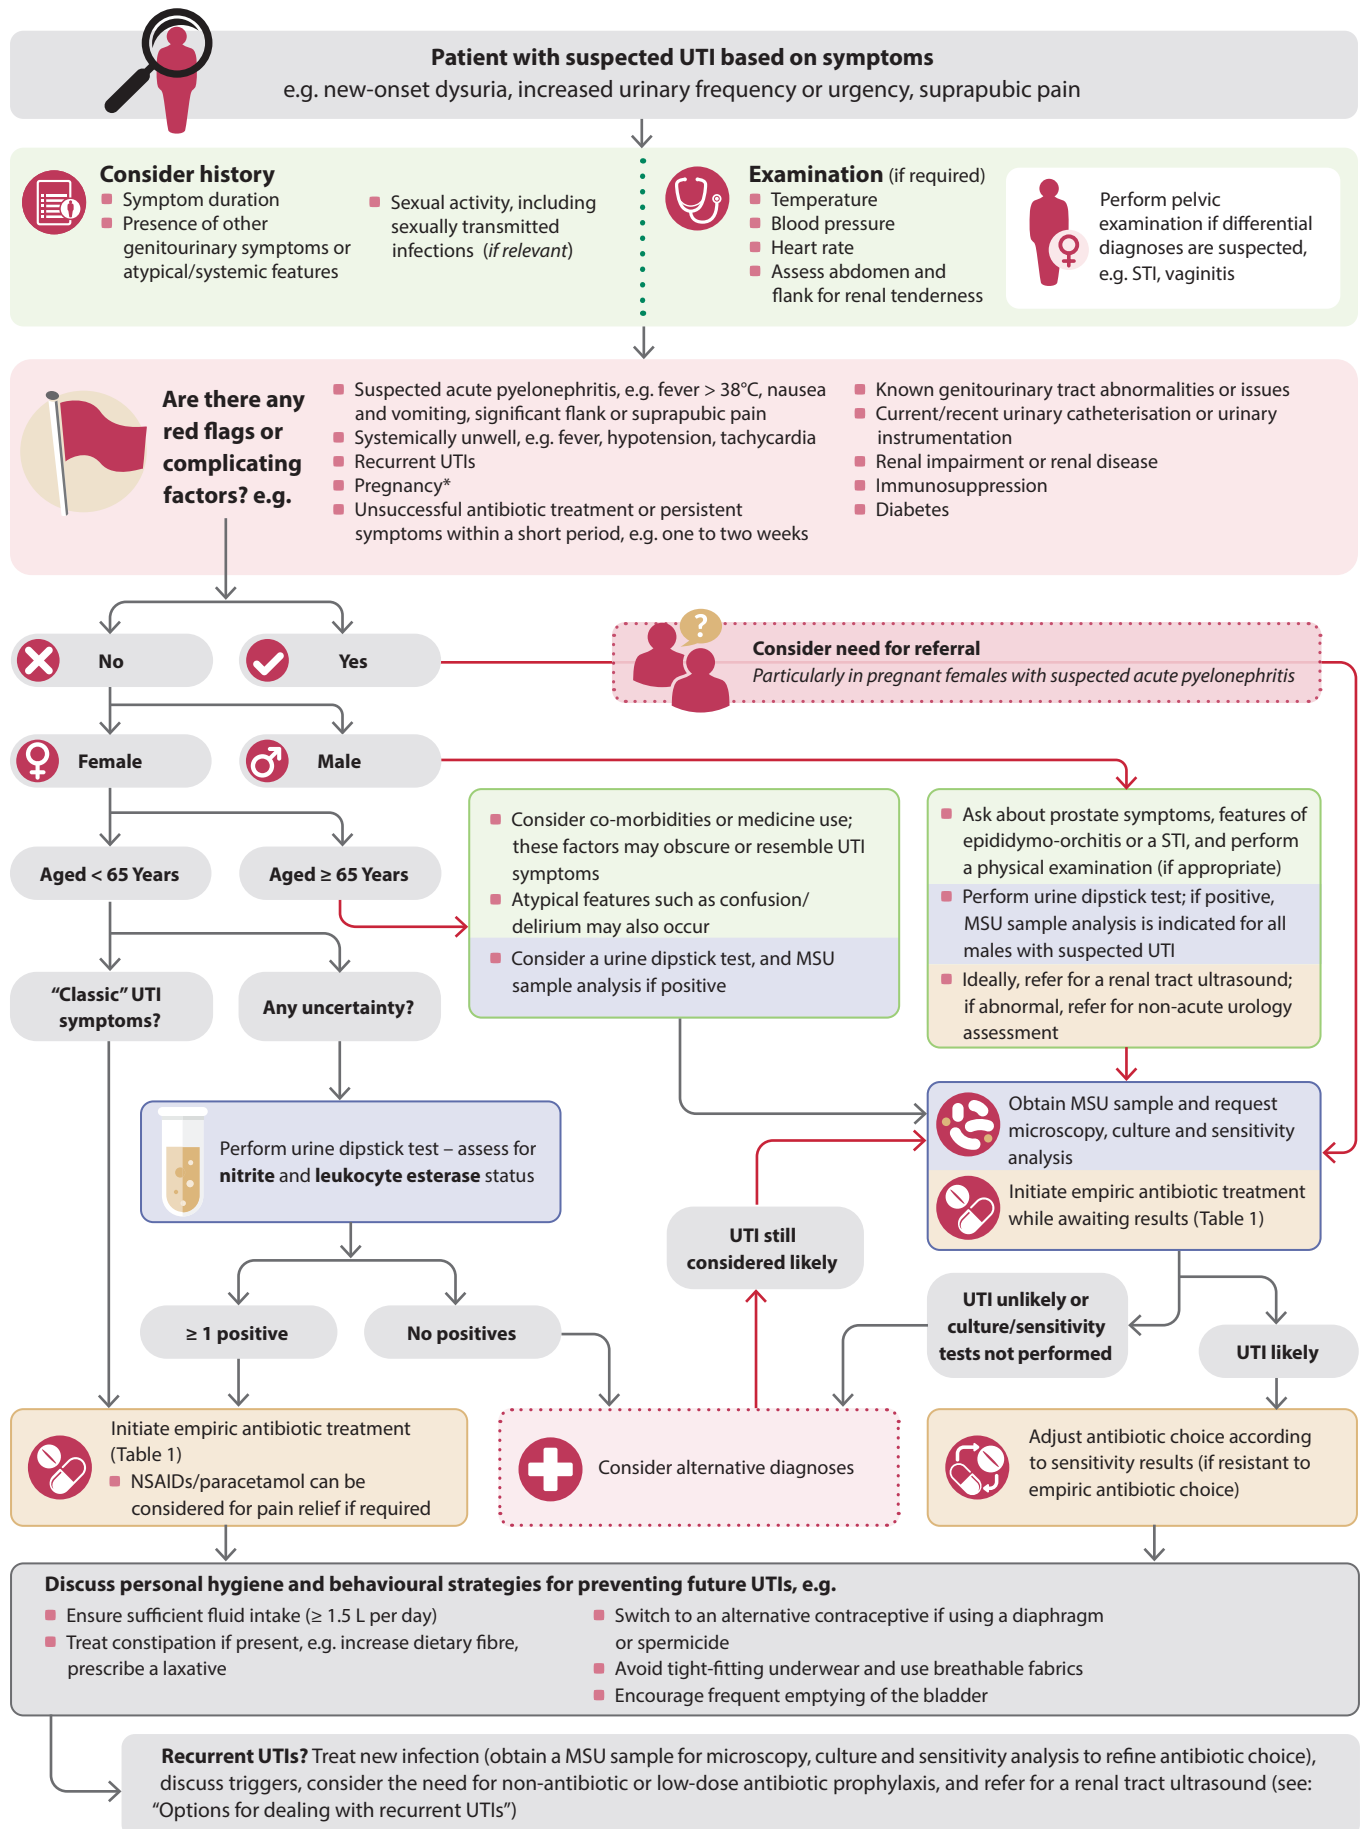 Patient with suspected UTI based on symptoms
e.g. new-onset dysuria, increased urinary frequency or urgency, suprapubic pain
Consider history
Symptom duration
Presence of other
genitourinary symptoms or
atypical/systemic features
Sexual activity, including
sexually transmitted
infections (if relevant)
Examination (if required)
Temperature
Blood pressure
Heart rate
Assess abdomen and
flank for renal tenderness
Perform pelvic
examination if differential
diagnoses are suspected,
e.g. STI, vaginitis
Are there any
red flags or
complicating
factors? e.g.
Suspected acute pyelonephritis, e.g. fever > 38°C, nausea
and vomiting, significant flank or suprapubic pain
Systemically unwell, e.g. fever, hypotension, tachycardia
Recurrent UTIs
Pregnancy*
Unsuccessful antibiotic treatment or persistent
symptoms within a short period, e.g. one to two weeks
Known genitourinary tract abnormalities or issues
Current/recent urinary catheterisation or urinary
instrumentation
Renal impairment or renal disease
Immunosuppression
Diabetes
No
Yes
?
Consider need for referral
Particularly in pregnant females with suspected acute pyelonephritis
Female
Male
Aged < 65 Years
Aged ≥ 65 Years
Consider co-morbidities or medicine use;
these factors may obscure or resemble UTI
symptoms
Atypical features such as confusion/
delirium may also occur
Consider a urine dipstick test, and MSU
sample analysis if positive
Ask about prostate symptoms, features of
epididymo-orchitis or a STI, and perform
a physical examination (if appropriate)
Perform urine dipstick test; if positive,
MSU sample analysis is indicated for all
males with suspected UTI
Ideally, refer for a renal tract ultrasound;
if abnormal, refer for non-acute urology
assessment
"Classic" UTI
symptoms?
Any uncertainty?
Perform urine dipstick test – assess for
nitrite and leukocyte esterase status
Obtain MSU sample and request
microscopy, culture and sensitivity
analysis
Initiate empiric antibiotic treatment
while awaiting results (Table 1)
UTI still
considered likely
≥ 1 positive
No positives
UTI unlikely or
culture/sensitivity
tests not performed
UTI likely
Initiate empiric antibiotic treatment
(Table 1)
NSAIDs/paracetamol can be
considered for pain relief if required
Consider alternative diagnoses
Adjust antibiotic choice according
to sensitivity results (if resistant to
empiric antibiotic choice)
Discuss personal hygiene and behavioural strategies for preventing future UTIs, e.g.
Ensure sufficient fluid intake (≥ 1.5 L per day)
Treat constipation if present, e.g. increase dietary fibre,
prescribe a laxative
Switch to an alternative contraceptive if using a diaphragm
or spermicide
Avoid tight-fitting underwear and use breathable fabrics
Encourage frequent emptying of the bladder
Recurrent UTIs? Treat new infection (obtain a MSU sample for microscopy, culture and sensitivity analysis to refine antibiotic choice),
discuss triggers, consider the need for non-antibiotic or low-dose antibiotic prophylaxis, and refer for a renal tract ultrasound (see:
"Options for dealing with recurrent UTIs")